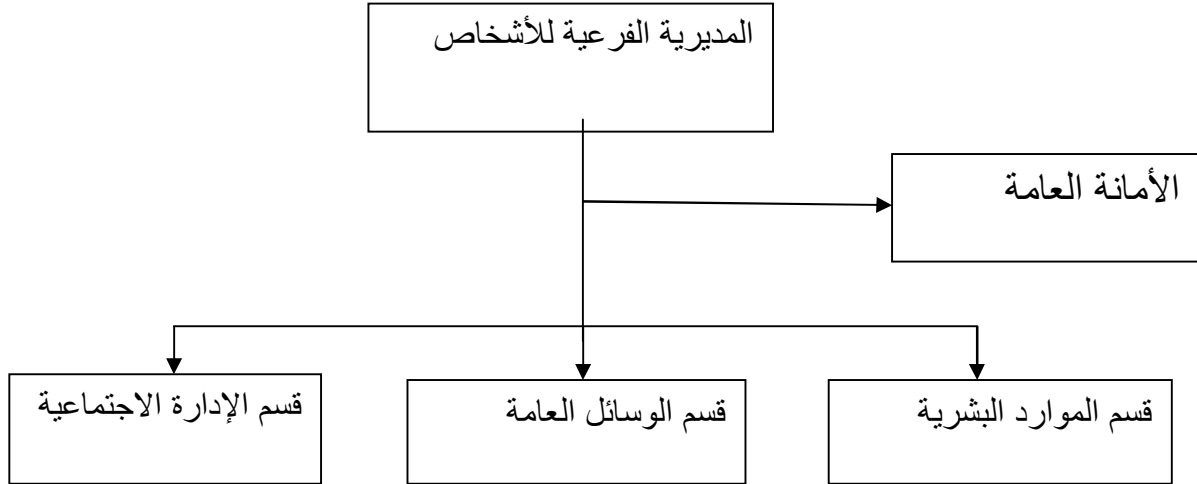 المديرية الفرعية للأشخاص
الأمانة العامة
قسم الموارد البشرية
قسم الوسائل العامة
قسم الإدارة الاجتماعية